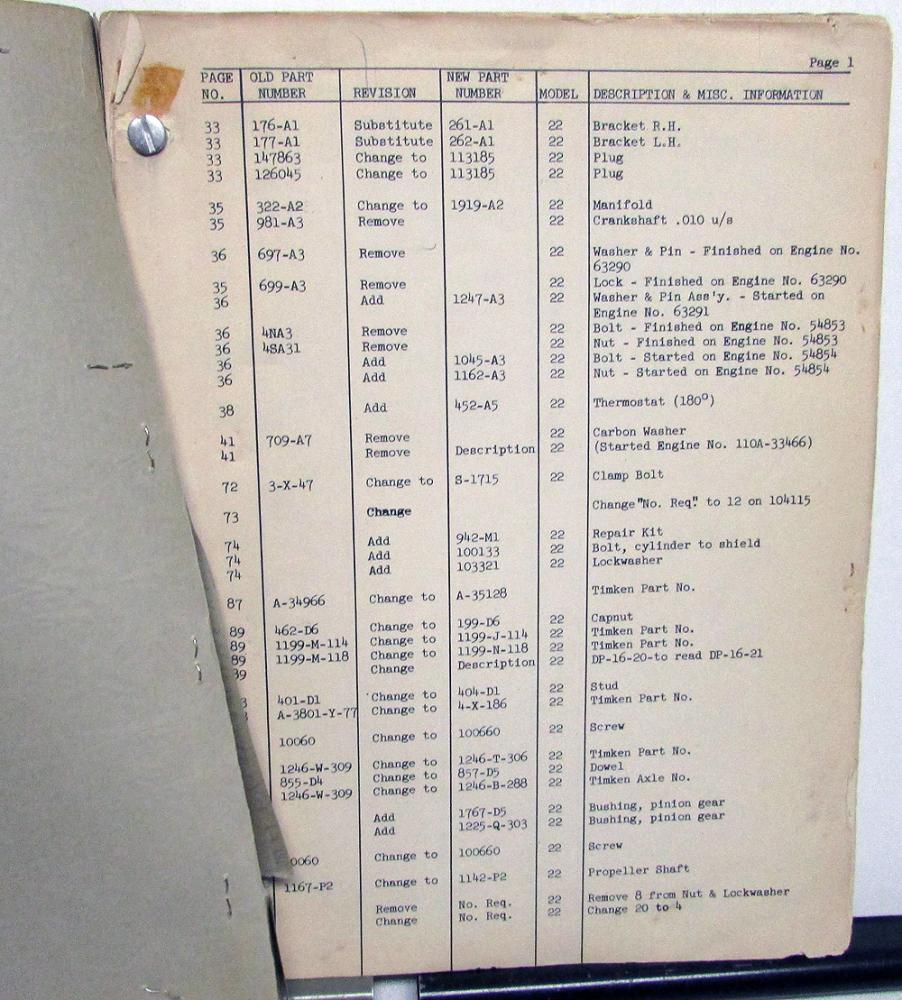 Page 1
PAGE OLD PART NEW PART
NO. NUMBER REVISION NUMBER MODEL DESCRIPTION & MISC. INFORMATION
33 176-A1 Substitute 261-A1 22 Bracket R.H.
33 177-A1 Substitute 262-A1 22 Bracket L.H.
33 147863 Change to 113185 22 Plug
33 126045 Change to 113185 22 Plug
35 322-A2 Change to 1919-A2 22 Manifold
35 981-A3 Remove 22 Crankshaft .010 u/s
36 697-A3 Remove 22 Washer & Pin - Finished on Engine No.
63290
35 699-A3 Remove 22 Lock - Finished on Engine No. 63290
36 Add 1247-A3 22 Washer & Pin Ass'y. - Started on
Engine No. 63291
36 4NA3 Remove 22 Bolt - Finished on Engine No. 54853
36 4SA31 Remove 22 Nut - Finished on Engine No. 54853
36 Add 1045-A3 22 Bolt - Started on Engine No. 54854
36 Add 1162-A3 22 Nut - Started on Engine No. 54854
38 Add 452-A5 22 Thermostat (180°)
41 709-A7 Remove 22 Carbon Washer
41 Remove Description 22 (Started Engine No. 110A-33466)
72 3-X-47 Change to S-1715 22 Clamp Bolt
73 Change Change "No. Req." to 12 on 104115
74 Add 942-M1 22 Repair Kit
74 Add 100133 22 Bolt, cylinder to shield
74 Add 103321 22 Lockwasher
87 A-34966 Change to A-35128 Timken Part No.
89 462-D6 Change to 199-D6 22 Capnut
89 1199-M-114 Change to 1199-J-114 22 Timken Part No.
89 1199-M-118 Change to 1199-N-118 22 Timken Part No.
39 Change Description 22 DP-16-20-to read DP-16-21
3 401-D1 Change to 404-D1 22 Stud
A-3801-Y-77 Change to 4-X-186 22 Timken Part No.
10060 Change to 100660 22 Screw
1246-W-309 Change to 1246-T-306 22 Timken Part No.
855-D4 Change to 857-D5 22 Dowel
1246-W-309 Change to 1246-B-288 22 Timken Axle No.
Add 1767-D5 22 Bushing, pinion gear
Add 1225-Q-303 22 Bushing, pinion gear
0060 Change to 100660 22 Screw
1167-P2 Change to 1142-P2 22 Propeller Shaft
Remove No. Req. 22 Remove 8 from Nut & Lockwasher
Change No. Req. 22 Change 20 to 4